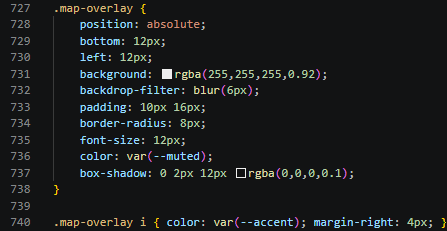 727 .map-overlay {
728     position: absolute;
729     bottom: 12px;
730     left: 12px;
731     background: rgba(255,255,255,0.92);
732     backdrop-filter: blur(6px);
733     padding: 10px 16px;
734     border-radius: 8px;
735     font-size: 12px;
736     color: var(--muted);
737     box-shadow: 0 2px 12px rgba(0,0,0,0.1);
738 }
739
740 .map-overlay i { color: var(--accent); margin-right: 4px; }